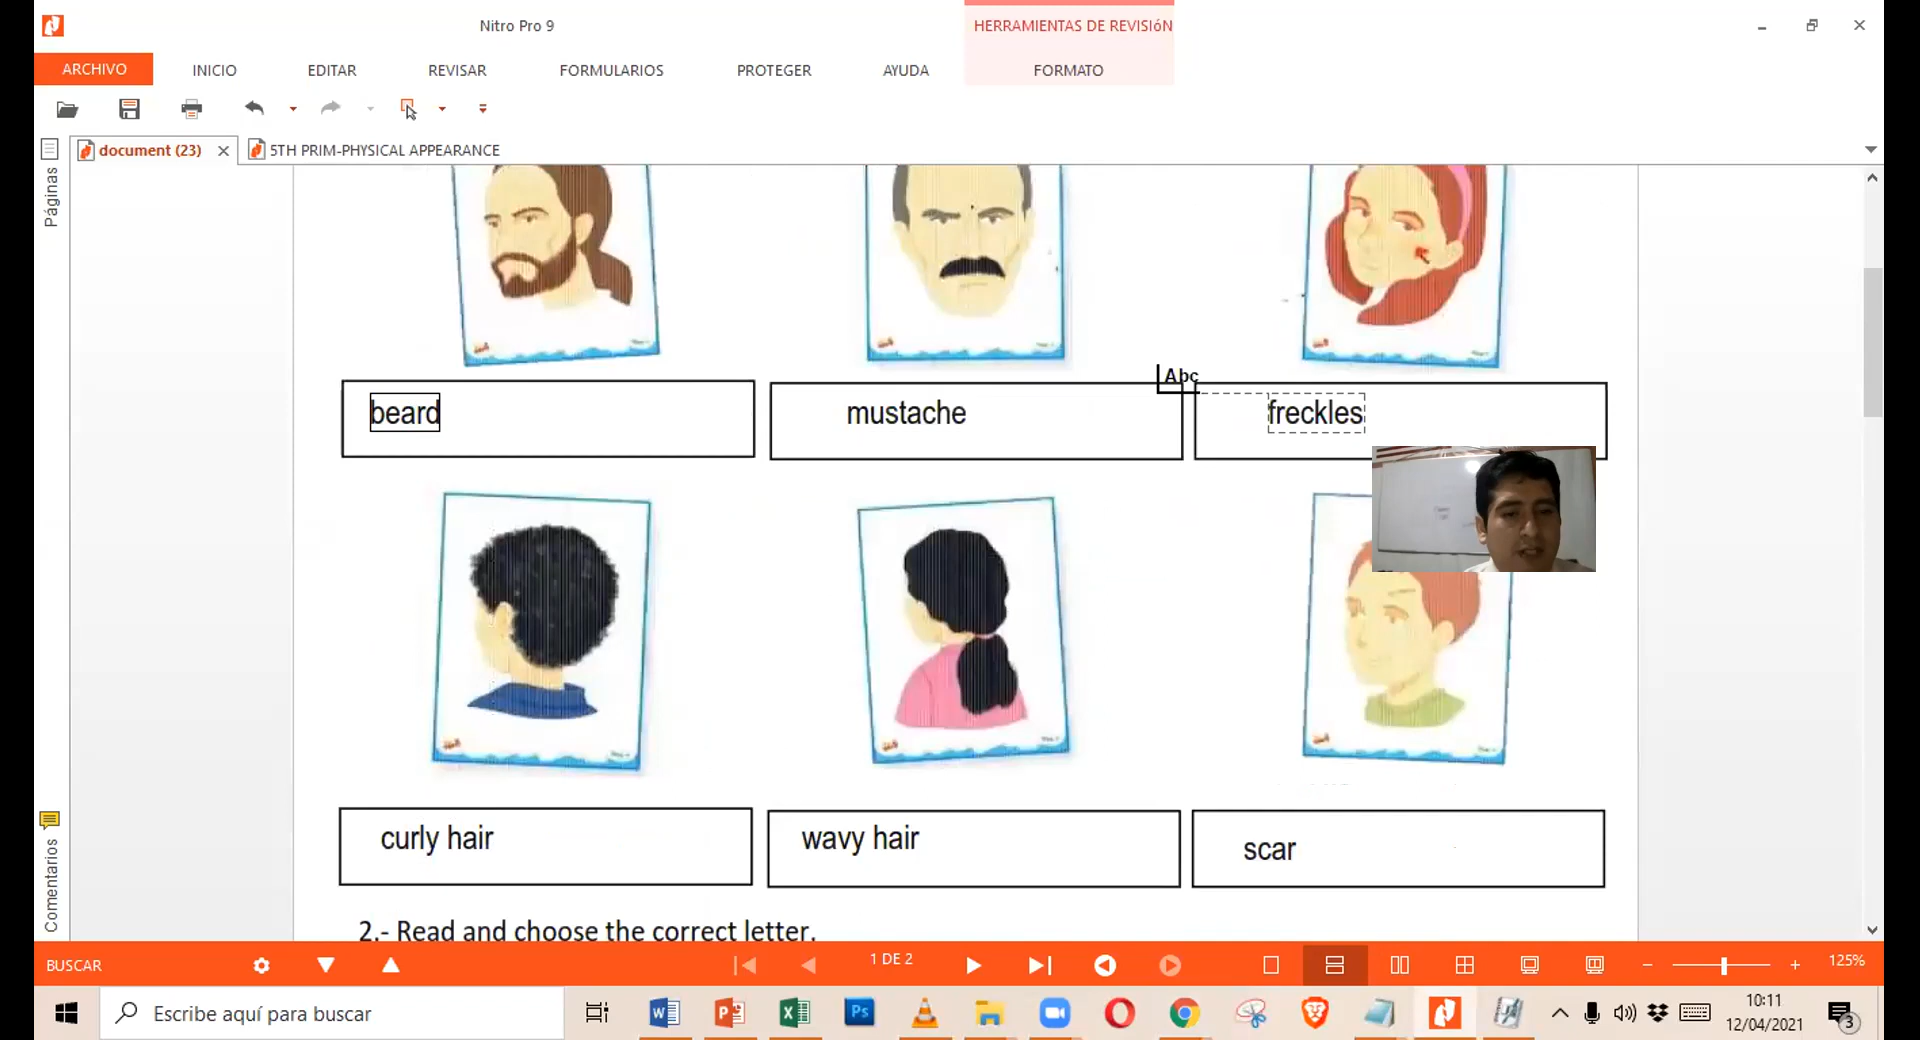 Nitro Pro 9
HERRAMIENTAS DE REVISIóN
ARCHIVO
INICIO
EDITAR
REVISAR
FORMULARIOS
PROTEGER
AYUDA
FORMATO
document (23)
5TH PRIM-PHYSICAL APPEARANCE
Páginas
Abc
beard
mustache
freckles
curly hair
wavy hair
scar
Comentarios
2.- Read and choose the correct letter.
BUSCAR
1 DE 2
125%
Escribe aquí para buscar
Ps
10:11
12/04/2021
3